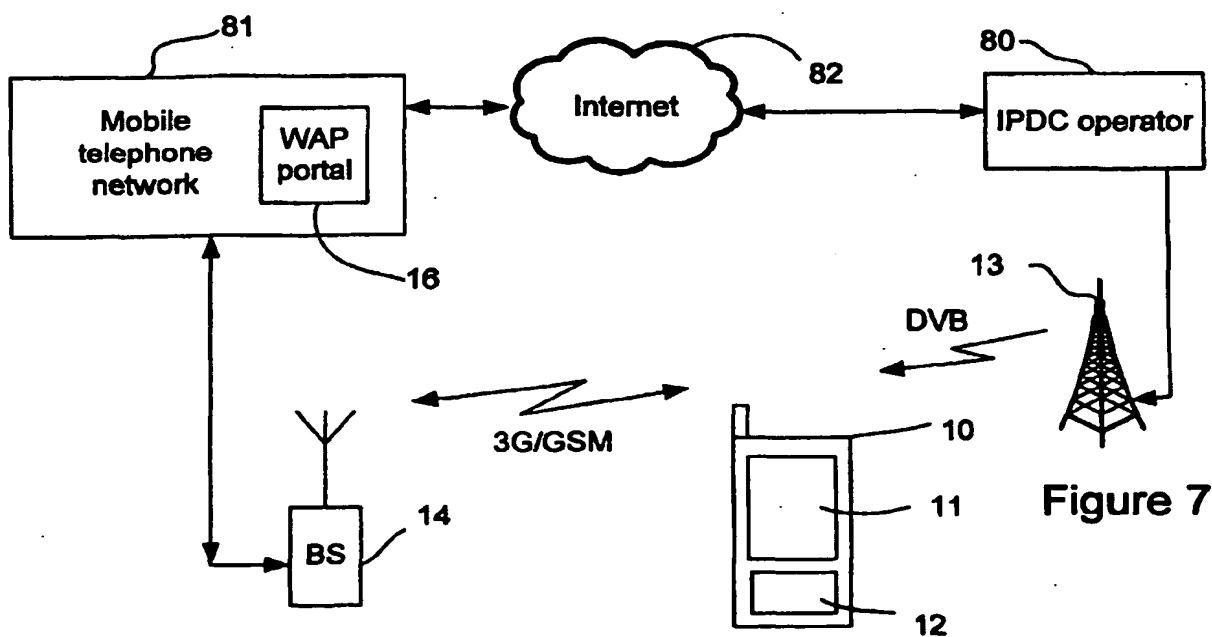 81
80
82
Mobile
telephone
network
WAP
portal
Internet
IPDC operator
16
13
DVB
3G/GSM
10
Figure 7
11
14
BS
12